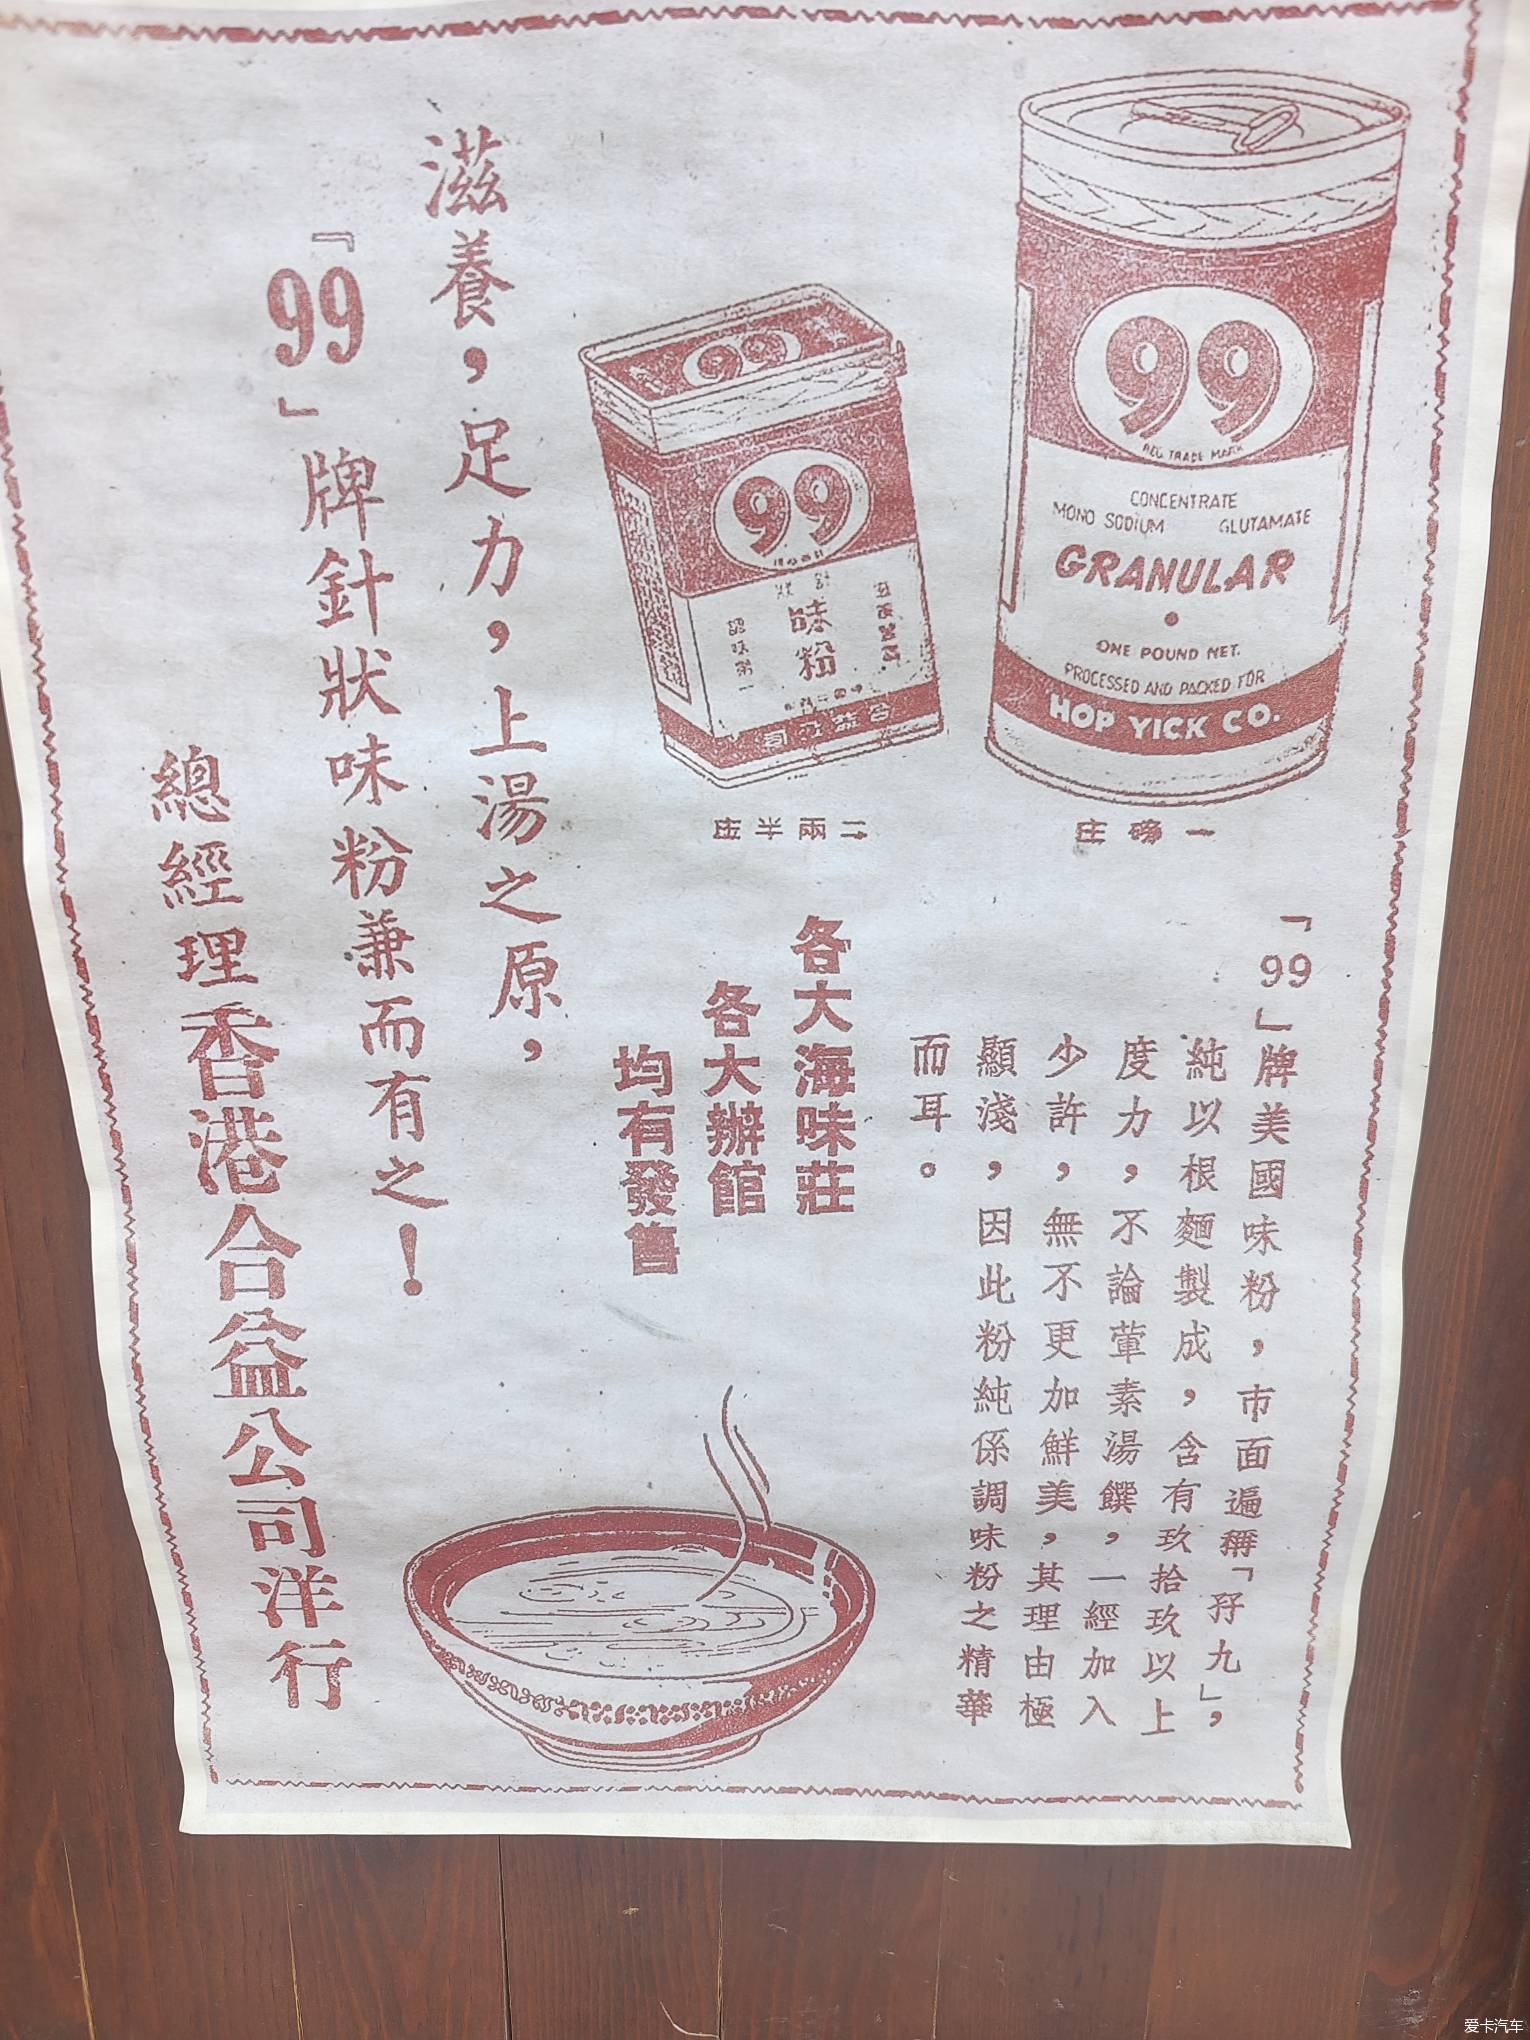 99
REG. TRADE MARK
CONCENTRATE
MONO SODIUM GLUTAMATE
GRANULAR
ONE POUND NET.
PROCESSED AND PACKED FOR
HOP YICK CO.
一磅庄
99
99
味粉
二兩半庄
「99」牌美國味粉，市面遍稱「孖九」，
純以根麵製成，含有玖拾玖以上
度力，不論葷素湯饌，一經加入
少許，無不更加鮮美，其理由極
顯淺，因此粉純係調味粉之精華
而耳。
各大海味莊
各大辦館
均有發售
滋養，足力，上湯之原，
「99」牌針狀味粉兼而有之！
總經理香港合益公司洋行
爱卡汽车